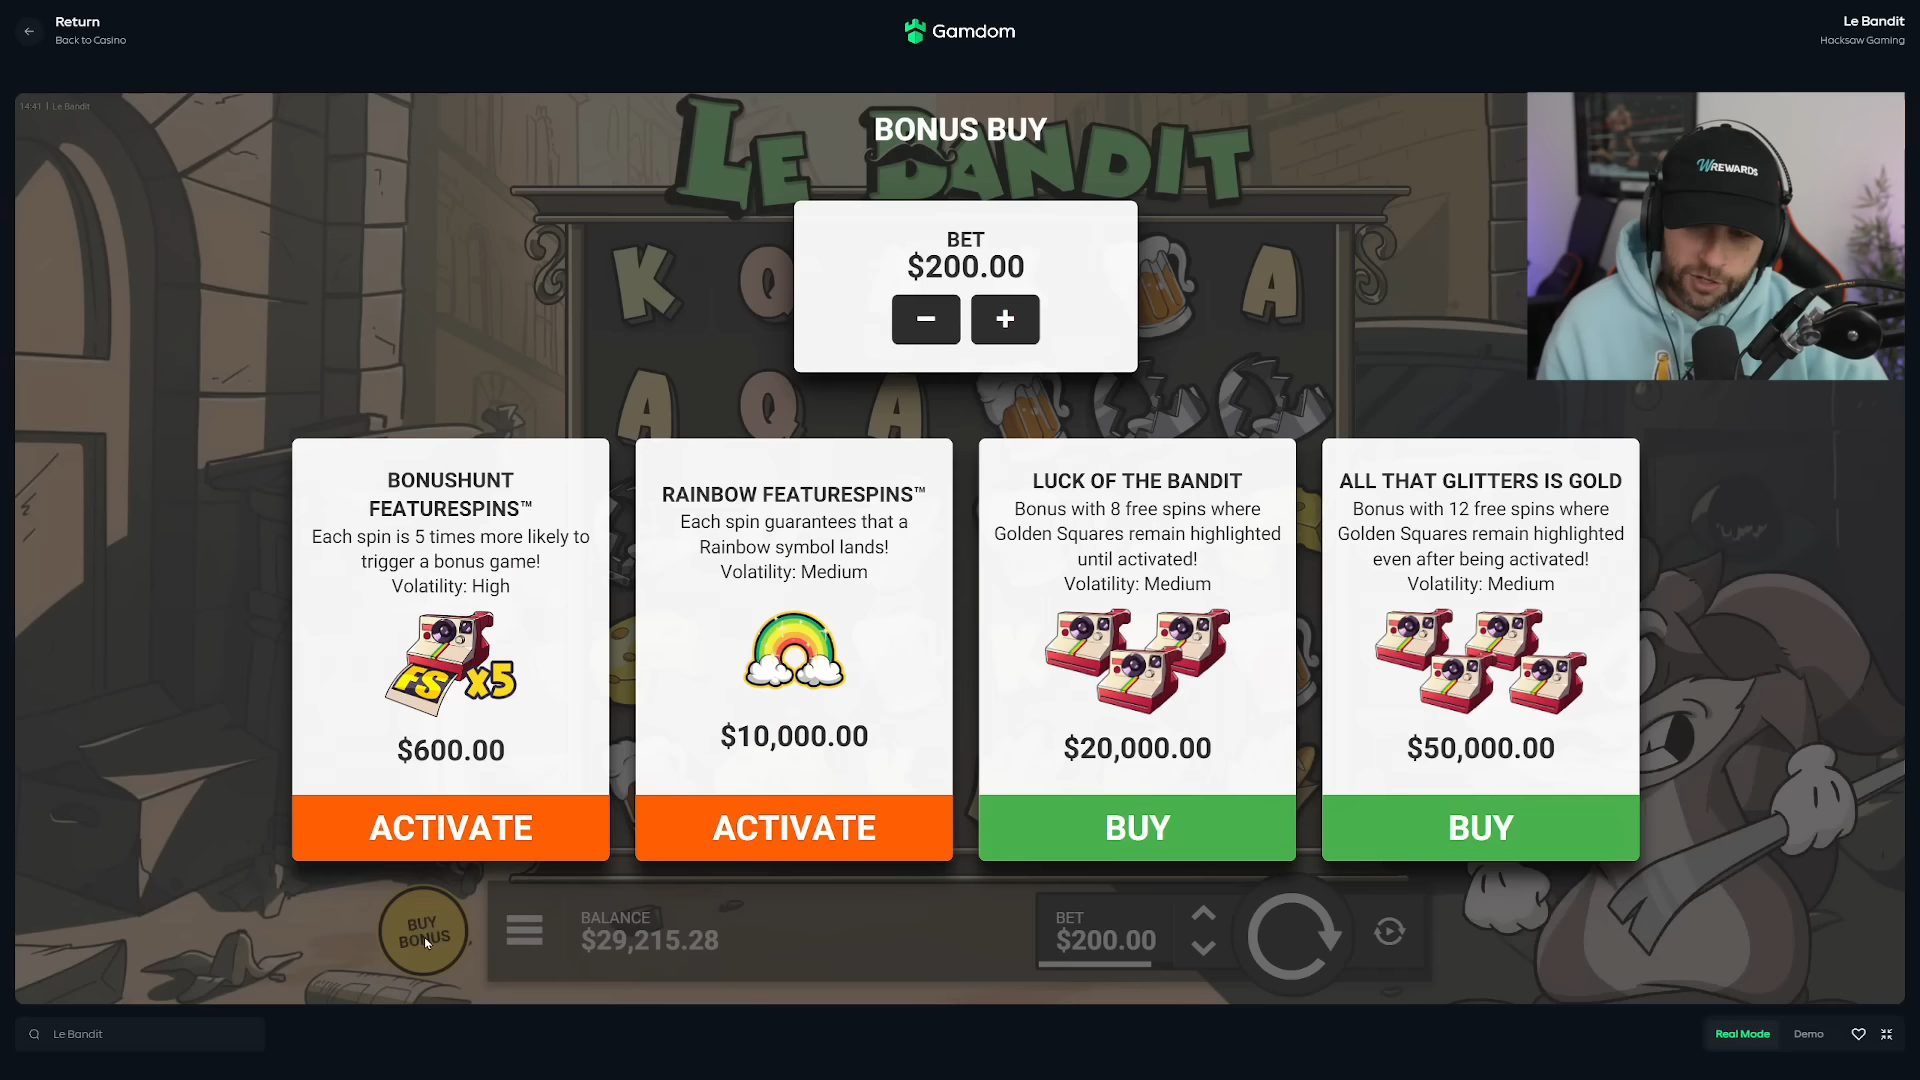 Return
Back to Casino
Gamdom
Le Bandit
Hacksaw Gaming
14:41 | Le Bandit
LE BANDIT
BONUS BUY
WREWARDS
BET
$200.00
− +
K Q A
A Q A
BONUSHUNT
FEATURESPINS™
Each spin is 5 times more likely to
trigger a bonus game!
Volatility: High
FS x5
$600.00
ACTIVATE
RAINBOW FEATURESPINS™
Each spin guarantees that a
Rainbow symbol lands!
Volatility: Medium
$10,000.00
ACTIVATE
LUCK OF THE BANDIT
Bonus with 8 free spins where
Golden Squares remain highlighted
until activated!
Volatility: Medium
$20,000.00
BUY
ALL THAT GLITTERS IS GOLD
Bonus with 12 free spins where
Golden Squares remain highlighted
even after being activated!
Volatility: Medium
$50,000.00
BUY
BUY
BONUS
BALANCE
$29,215.28
BET
$200.00
Le Bandit
Real Mode
Demo